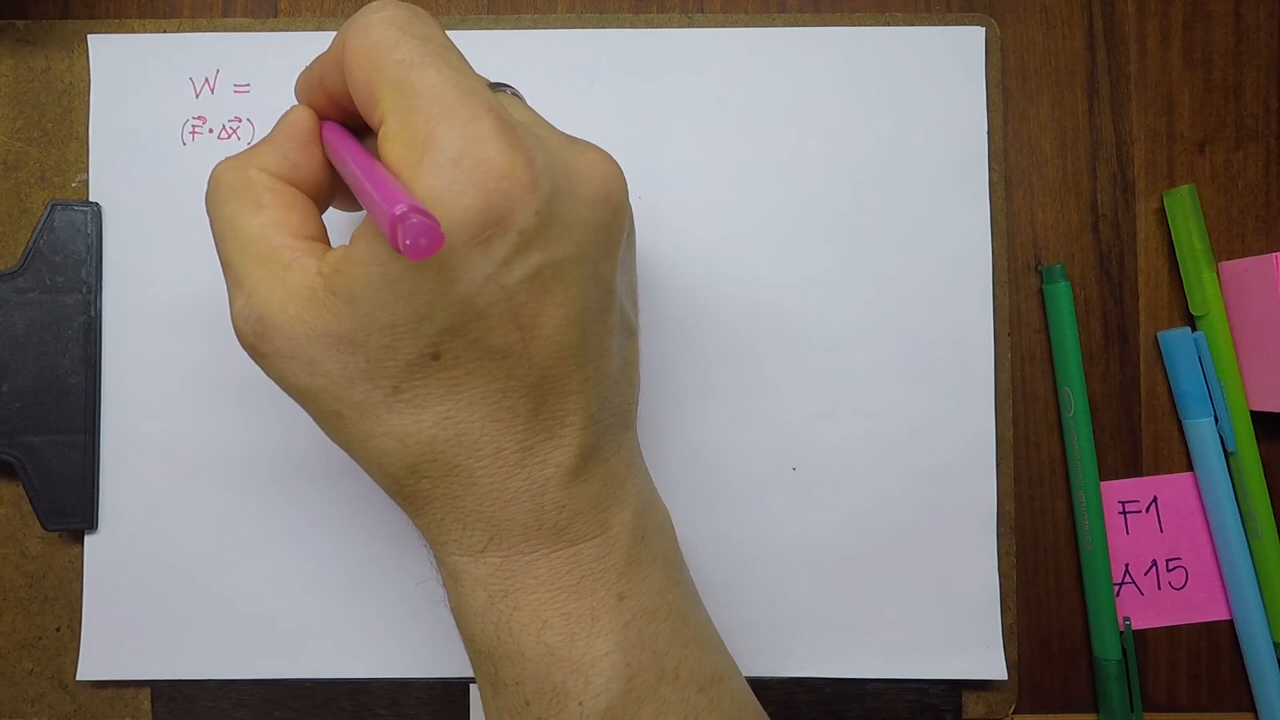 W =
(F⃗·Δx⃗)
F1
A15